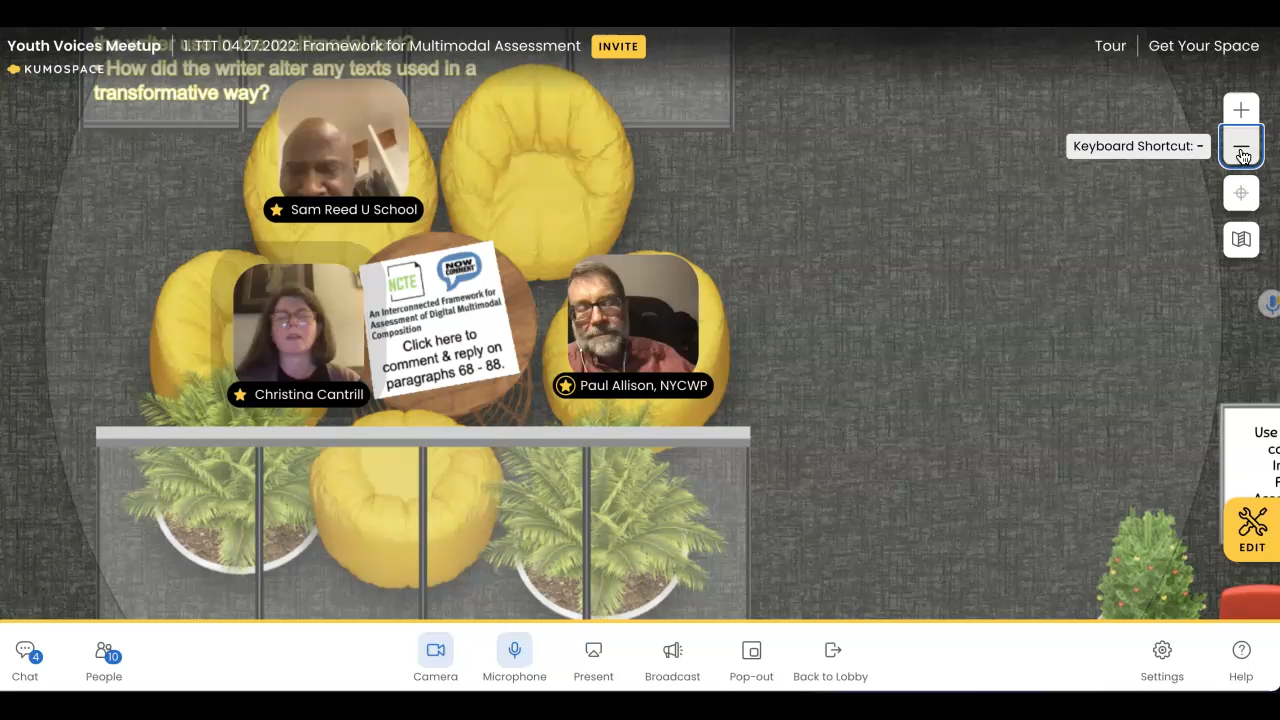 Youth Voices Meetup
1. TTT 04.27.2022: Framework for Multimodal Assessment
INVITE
Tour
Get Your Space
KUMOSPACE
How did the writer alter any texts used in a
transformative way?
Keyboard Shortcut: -
Sam Reed U School
NCTE
NOW
COMMENT
An Interconnected Framework for
Assessment of Digital Multimodal
Composition
Click here to
comment & reply on
paragraphs 68 - 88.
Christina Cantrill
Paul Allison, NYCWP
Use
EDIT
4
Chat
10
People
Camera
Microphone
Present
Broadcast
Pop-out
Back to Lobby
Settings
Help